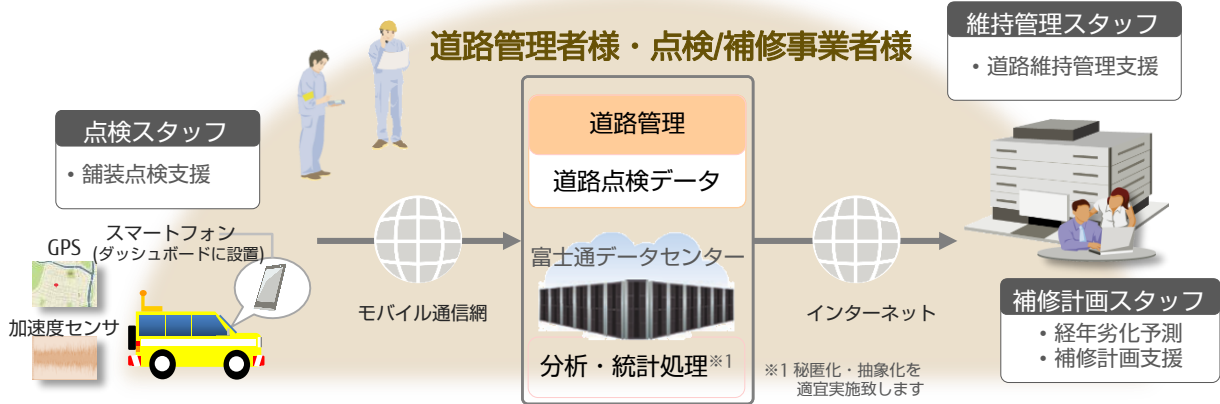 道路管理者様・点検/補修事業者様
維持管理スタッフ
・道路維持管理支援
点検スタッフ
・舗装点検支援
道路管理
道路点検データ
GPS
スマートフォン
(ダッシュボードに設置)
加速度センサ
モバイル通信網
富士通データセンター
分析・統計処理※1
インターネット
※1 秘匿化・抽象化を
適宜実施致します
補修計画スタッフ
・経年劣化予測
・補修計画支援